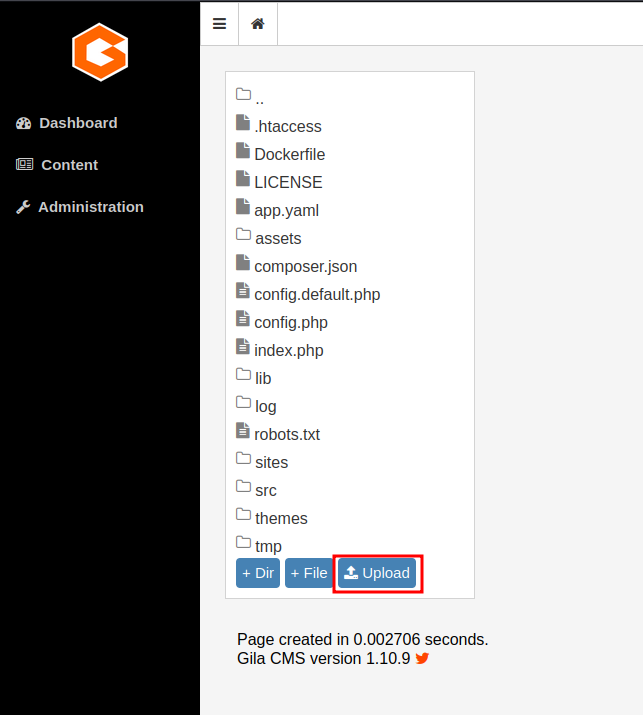 Dashboard
Content
Administration
..
.htaccess
Dockerfile
LICENSE
app.yaml
assets
composer.json
config.default.php
config.php
index.php
lib
log
robots.txt
sites
src
themes
tmp
+ Dir + File Upload
Page created in 0.002706 seconds.
Gila CMS version 1.10.9